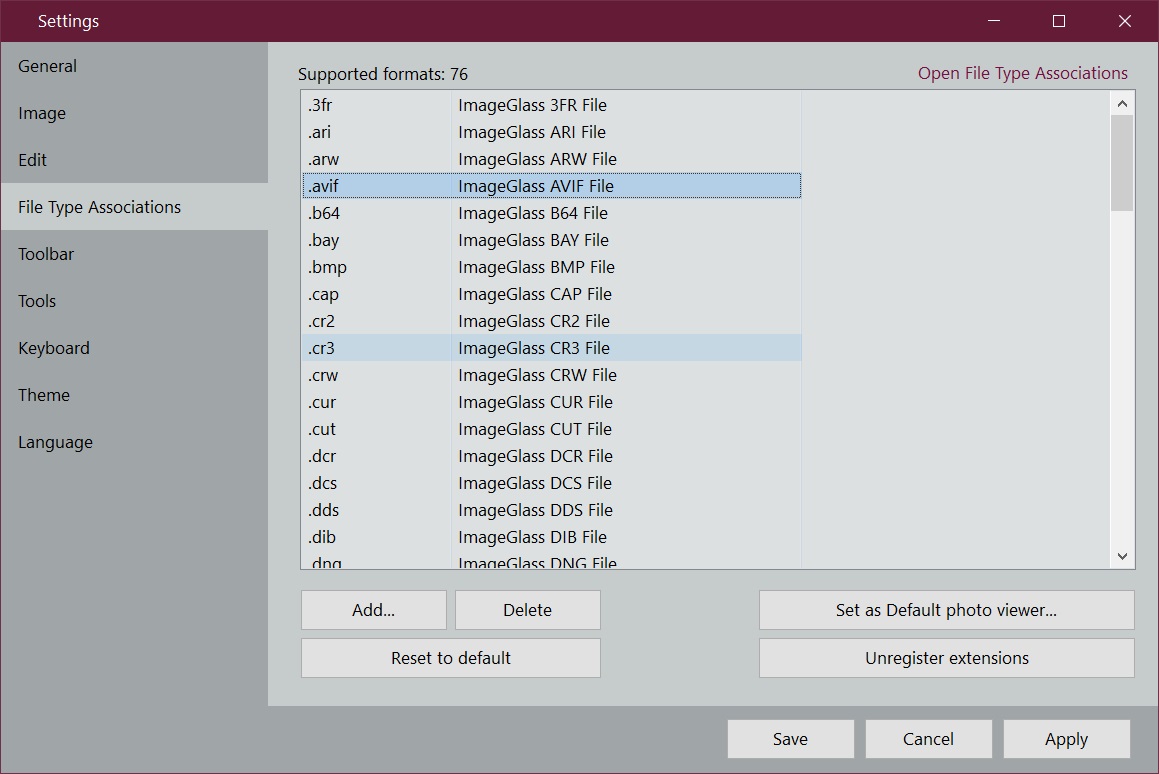 Settings
General
Image
Edit
File Type Associations
Toolbar
Tools
Keyboard
Theme
Language
Supported formats: 76
Open File Type Associations
.3fr ImageGlass 3FR File
.ari ImageGlass ARI File
.arw ImageGlass ARW File
.avif ImageGlass AVIF File
.b64 ImageGlass B64 File
.bay ImageGlass BAY File
.bmp ImageGlass BMP File
.cap ImageGlass CAP File
.cr2 ImageGlass CR2 File
.cr3 ImageGlass CR3 File
.crw ImageGlass CRW File
.cur ImageGlass CUR File
.cut ImageGlass CUT File
.dcr ImageGlass DCR File
.dcs ImageGlass DCS File
.dds ImageGlass DDS File
.dib ImageGlass DIB File
.dng ImageGlass DNG File
Add...
Delete
Set as Default photo viewer...
Reset to default
Unregister extensions
Save
Cancel
Apply